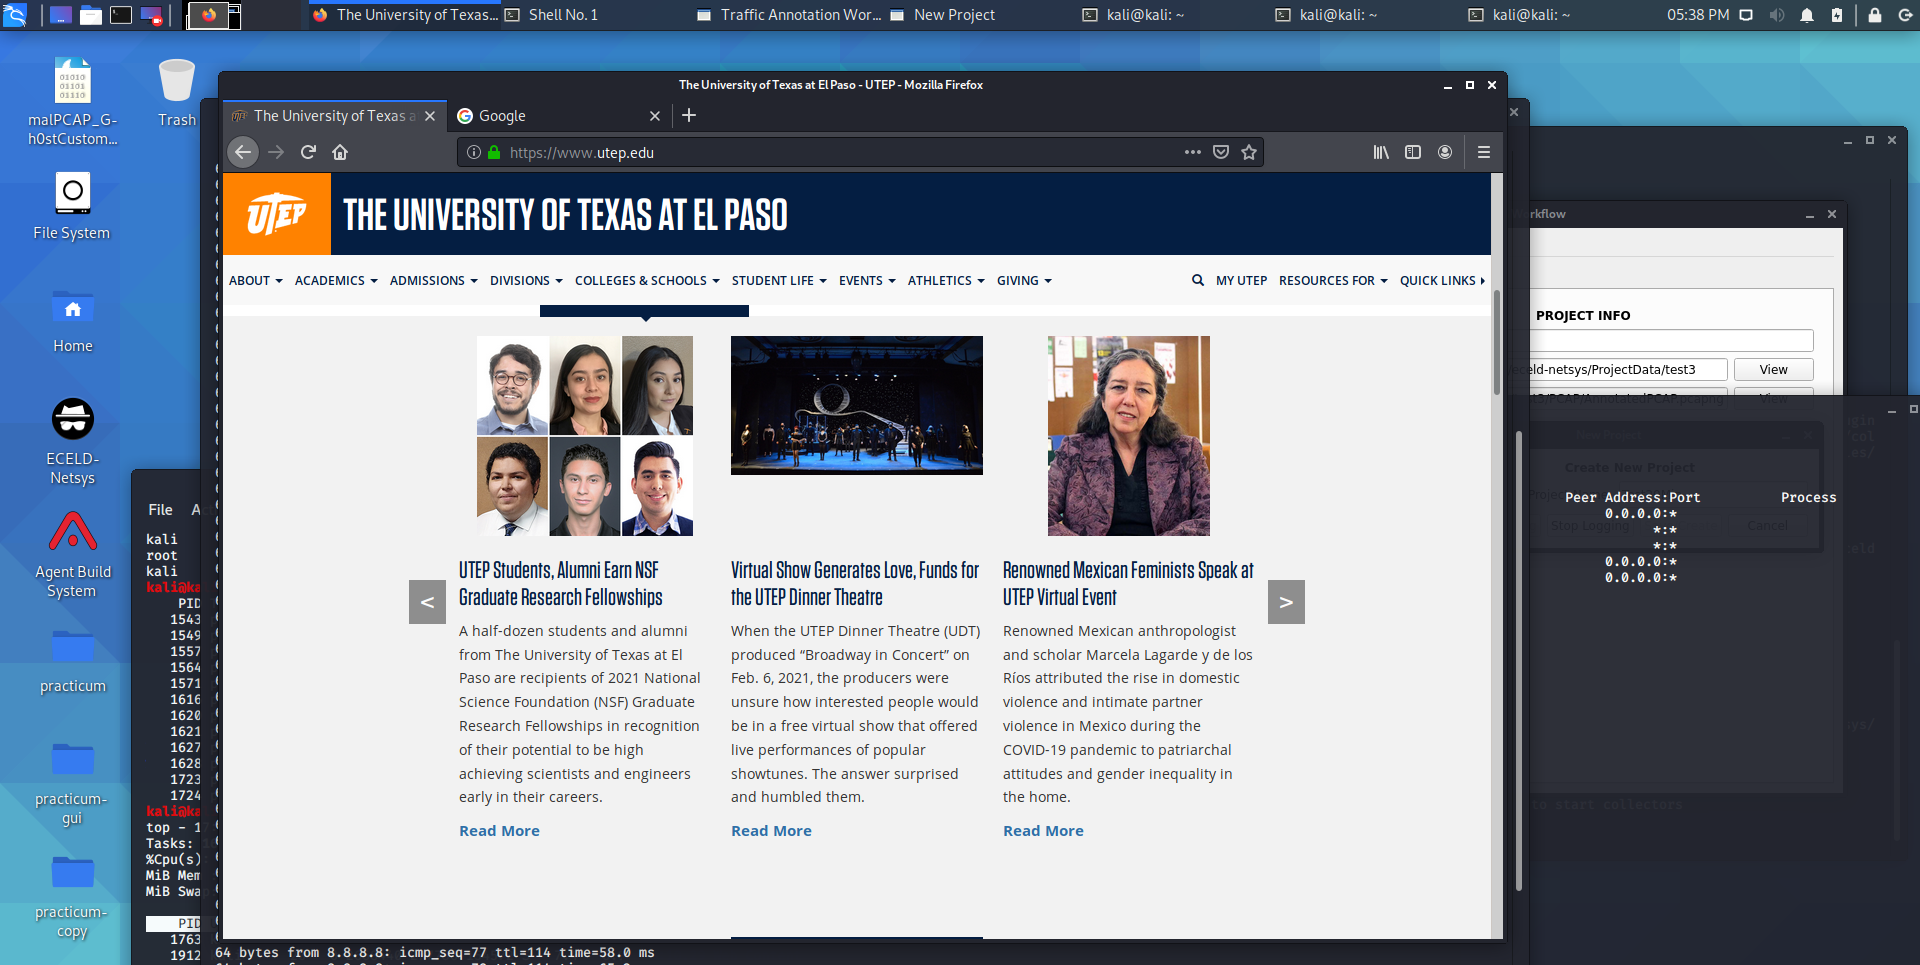 The University of Texas...
Shell No. 1
Traffic Annotation Wor...
New Project
kali@kali: ~
kali@kali: ~
kali@kali: ~
05:38 PM
malPCAP_G-
h0stCustom...
Trash
File System
Home
ECELD-
Netsys
Agent Build
System
practicum
practicum-
gui
practicum-
copy
The University of Texas at El Paso - UTEP - Mozilla Firefox
The University of Texas a
Google
https://www.utep.edu
UTEP
THE UNIVERSITY OF TEXAS AT EL PASO
ABOUT
ACADEMICS
ADMISSIONS
DIVISIONS
COLLEGES & SCHOOLS
STUDENT LIFE
EVENTS
ATHLETICS
GIVING
MY UTEP
RESOURCES FOR
QUICK LINKS
UTEP Students, Alumni Earn NSF
Graduate Research Fellowships
A half-dozen students and alumni
from The University of Texas at El
Paso are recipients of 2021 National
Science Foundation (NSF) Graduate
Research Fellowships in recognition
of their potential to be high
achieving scientists and engineers
early in their careers.
Read More
Virtual Show Generates Love, Funds for
the UTEP Dinner Theatre
When the UTEP Dinner Theatre (UDT)
produced “Broadway in Concert” on
Feb. 6, 2021, the producers were
unsure how interested people would
be in a free virtual show that offered
live performances of popular
showtunes. The answer surprised
and humbled them.
Read More
Renowned Mexican Feminists Speak at
UTEP Virtual Event
Renowned Mexican anthropologist
and scholar Marcela Lagarde y de los
Ríos attributed the rise in domestic
violence and intimate partner
violence in Mexico during the
COVID-19 pandemic to patriarchal
attitudes and gender inequality in
the home.
Read More
<
>
orkflow
PROJECT INFO
eceld-netsys/ProjectData/test3
View
Create New Project
Peer Address:Port Process
0.0.0.0:*
*:*
*:*
0.0.0.0:*
0.0.0.0:*
Stop Logging
Cancel
to start collectors
File
kali
root
kali
kali@ka
PID
1543
1549
1557
1564
1571
1616
1620
1621
1627
1628
1723
1724
kali@ka
top - 1
Tasks:
%Cpu(s)
MiB Mem
MiB Swa
PID
1763
1912
64 bytes from 8.8.8.8: icmp_seq=77 ttl=114 time=58.0 ms